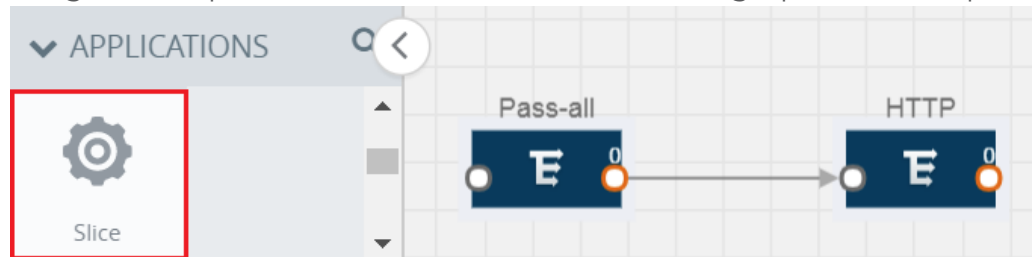 APPLICATIONS
Slice
Pass-all
0
HTTP
0